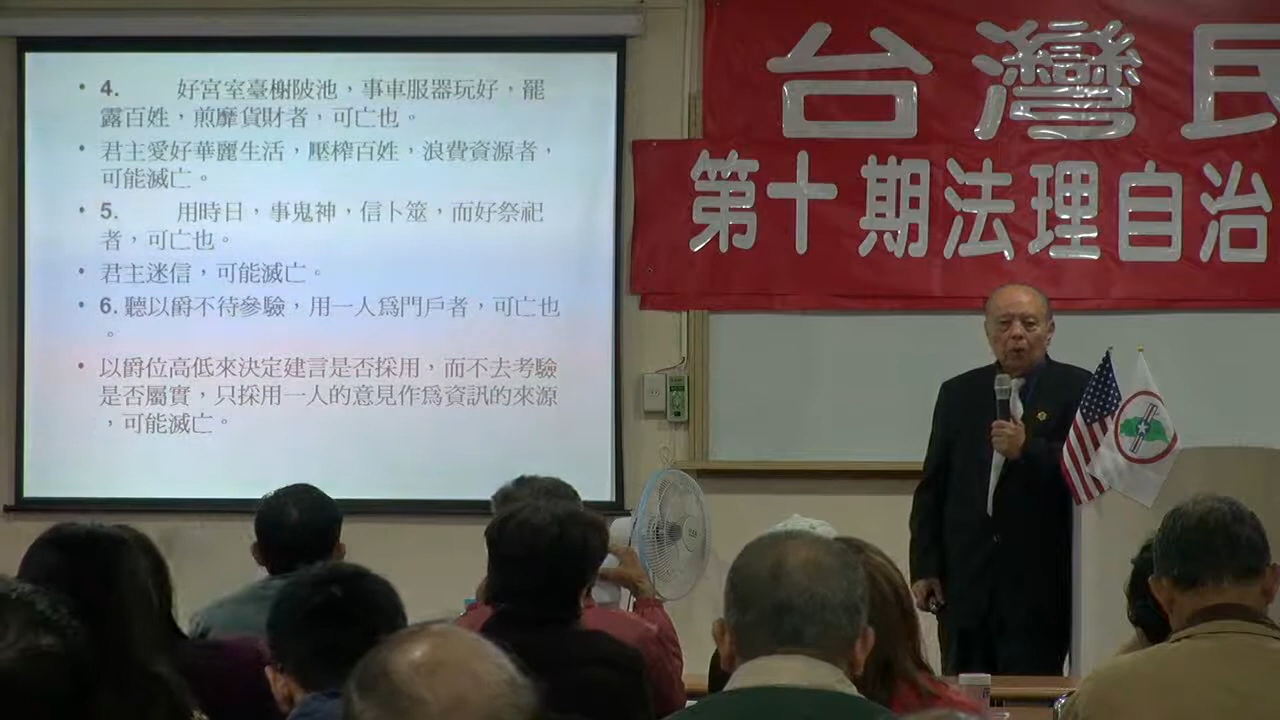 • 4. 好宮室臺榭陂池，事車服器玩好，罷
露百姓，煎靡貨財者，可亡也。
• 君主愛好華麗生活，壓榨百姓，浪費資源者，
可能滅亡。
• 5. 用時日，事鬼神，信卜筮，而好祭祀
者，可亡也。
• 君主迷信，可能滅亡。
• 6. 聽以爵不待參驗，用一人爲門戶者，可亡也
。
• 以爵位高低來決定建言是否採用，而不去考驗
是否屬實，只採用一人的意見作爲資訊的來源
，可能滅亡。
台灣民
第十期法理自治